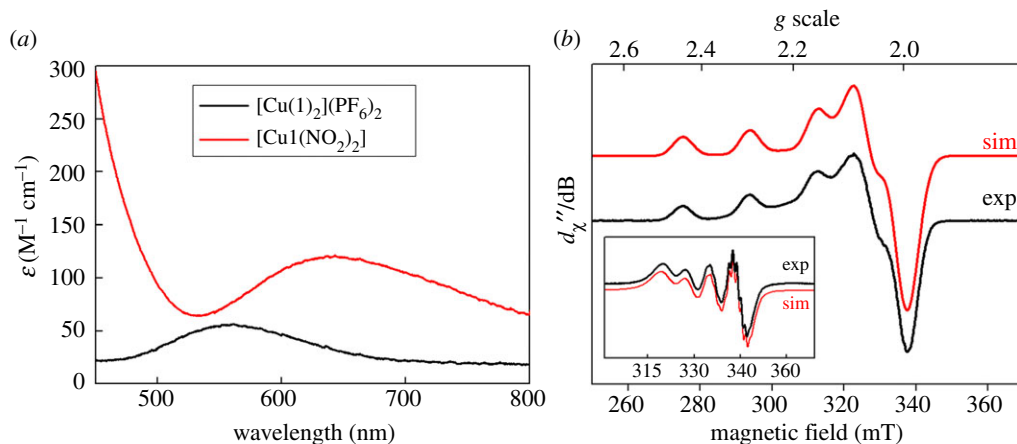 (a)
300
250
200
150
100
50
0
ε (M⁻¹ cm⁻¹)
[Cu(1)₂](PF₆)₂
[Cu1(NO₂)₂]
500 600 700 800
wavelength (nm)
(b)
g scale
2.6 2.4 2.2 2.0
sim
exp
dχ″/dB
exp
sim
315 330 340 360
260 280 300 320 340 360
magnetic field (mT)